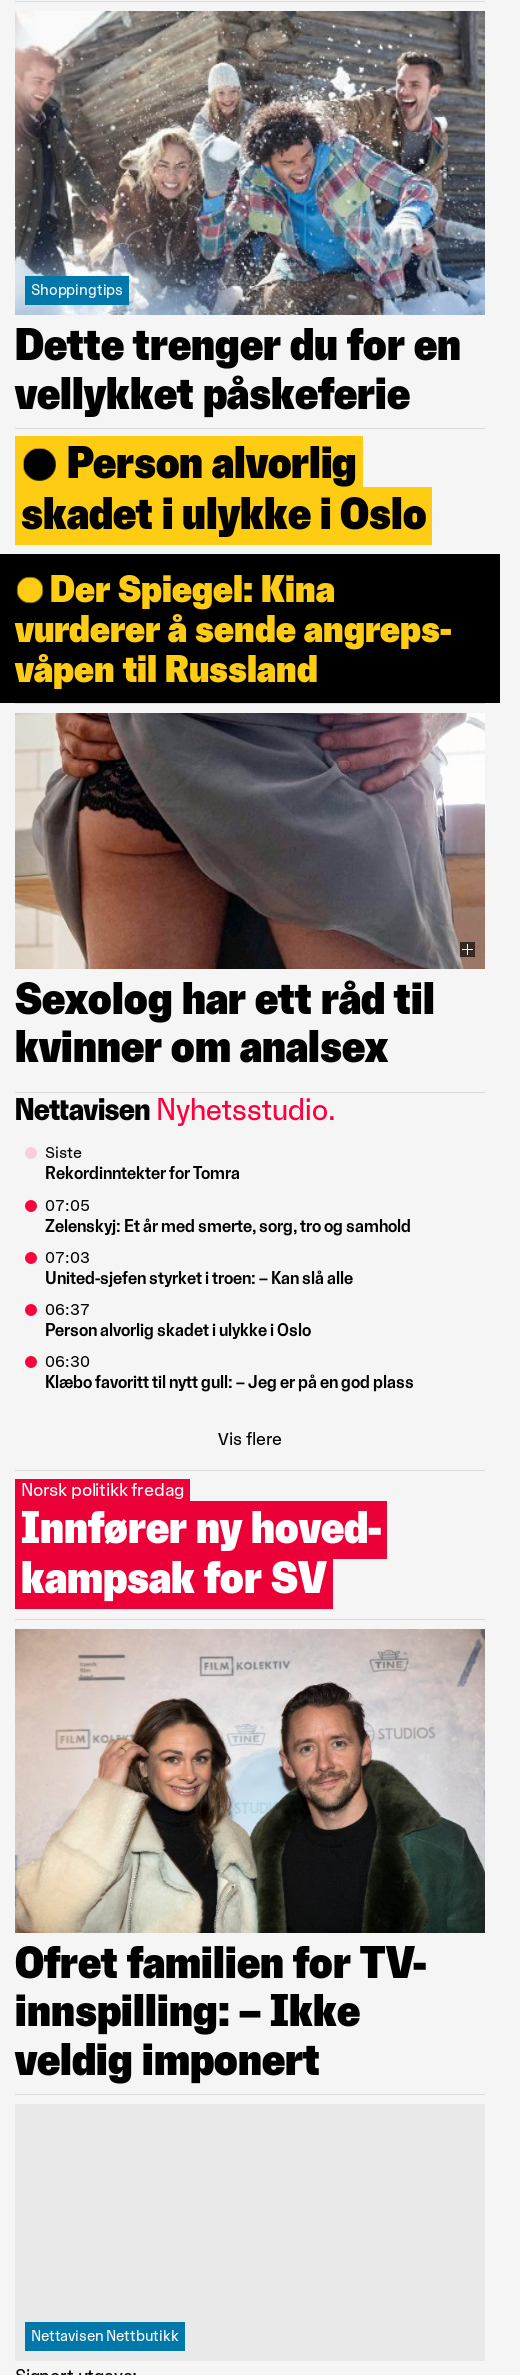 Shoppingtips
Dette trenger du for en
vellykket påskeferie
Person alvorlig
skadet i ulykke i Oslo
Der Spiegel: Kina
vurderer å sende angreps-
våpen til Russland
Sexolog har ett råd til
kvinner om analsex
Nettavisen Nyhetsstudio.
Siste
Rekordinntekter for Tomra
07:05
Zelenskyj: Et år med smerte, sorg, tro og samhold
07:03
United-sjefen styrket i troen: – Kan slå alle
06:37
Person alvorlig skadet i ulykke i Oslo
06:30
Klæbo favoritt til nytt gull: – Jeg er på en god plass
Vis flere
Norsk politikk fredag
Innfører ny hoved-
kampsak for SV
FILM KOLEKTIV
TINE
FILM
TINE
STUDIOS
Ofret familien for TV-
innspilling: – Ikke
veldig imponert
Nettavisen Nettbutikk